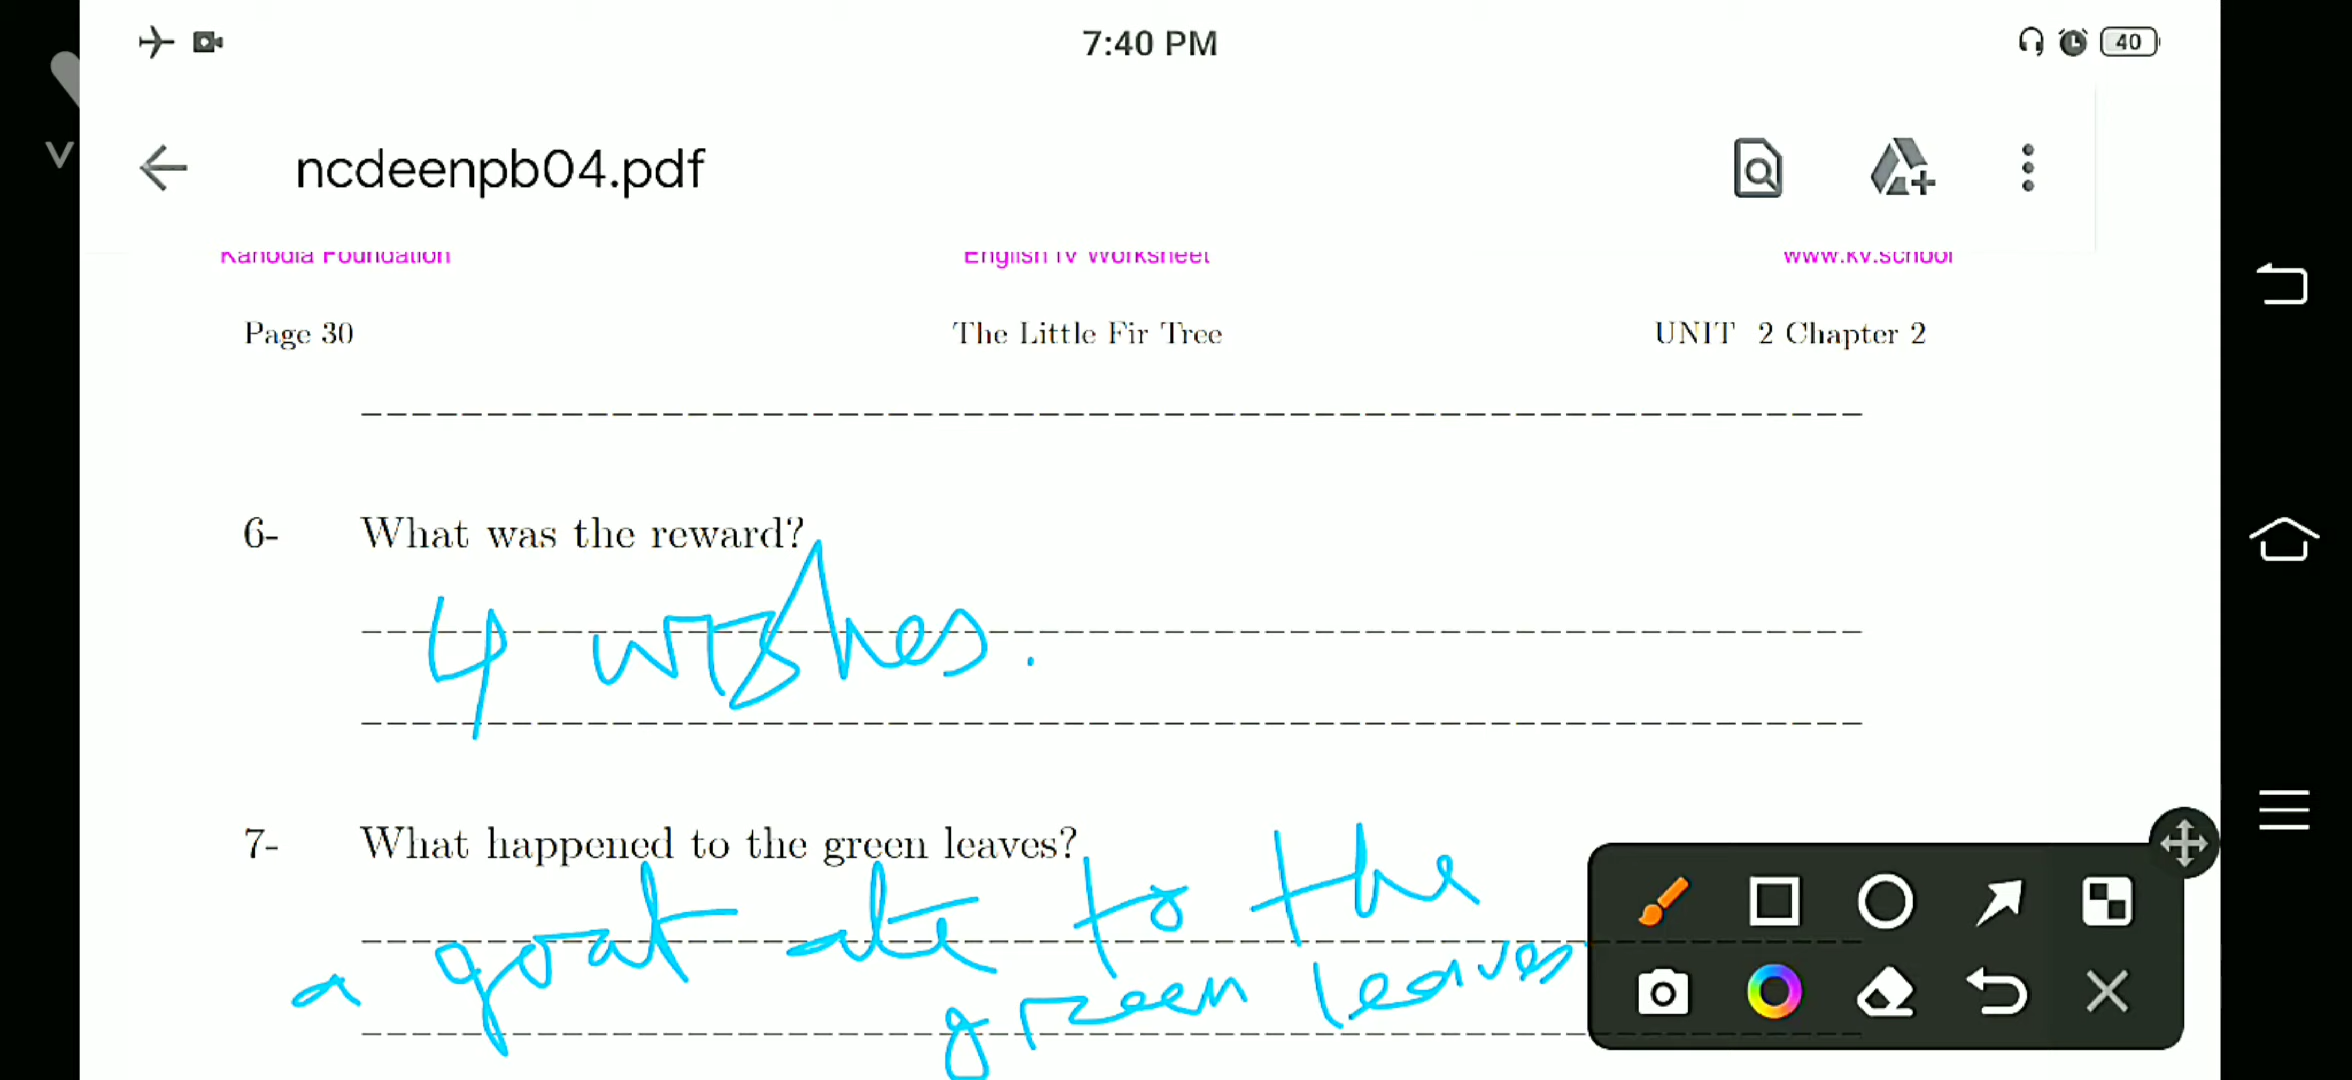 7:40 PM
40
V
ncdeenpb04.pdf
Kanodia Foundation English IV Worksheet www.kv.school
Page 30 The Little Fir Tree UNIT 2 Chapter 2
6- What was the reward?
4 wishes.
7- What happened to the green leaves?
a goat ate to the
green leaves